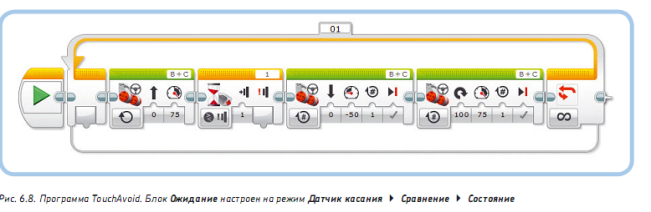 01
B+C
1
B+C
B+C
0 75
1
0 -50 1
100 75 1
Рис. 6.8. Программа TouchAvoid. Блок Ожидание настроен на режим Датчик касания ▸ Сравнение ▸ Состояние